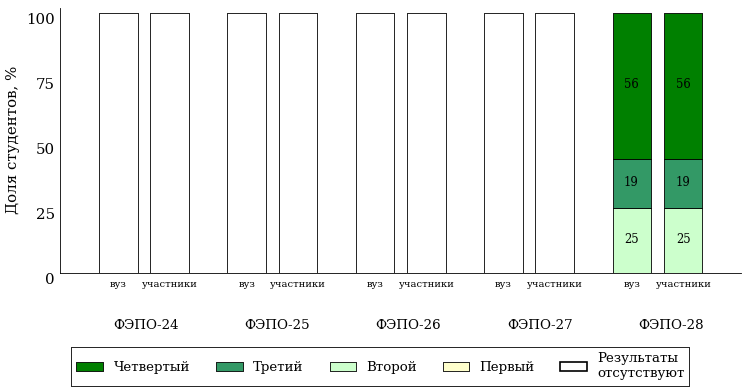 Доля студентов, %
100
75
50
25
0
56 56
19 19
25 25
вуз участники вуз участники вуз участники вуз участники вуз участники
ФЭПО-24 ФЭПО-25 ФЭПО-26 ФЭПО-27 ФЭПО-28
Четвертый Третий Второй Первый Результаты
отсутствуют